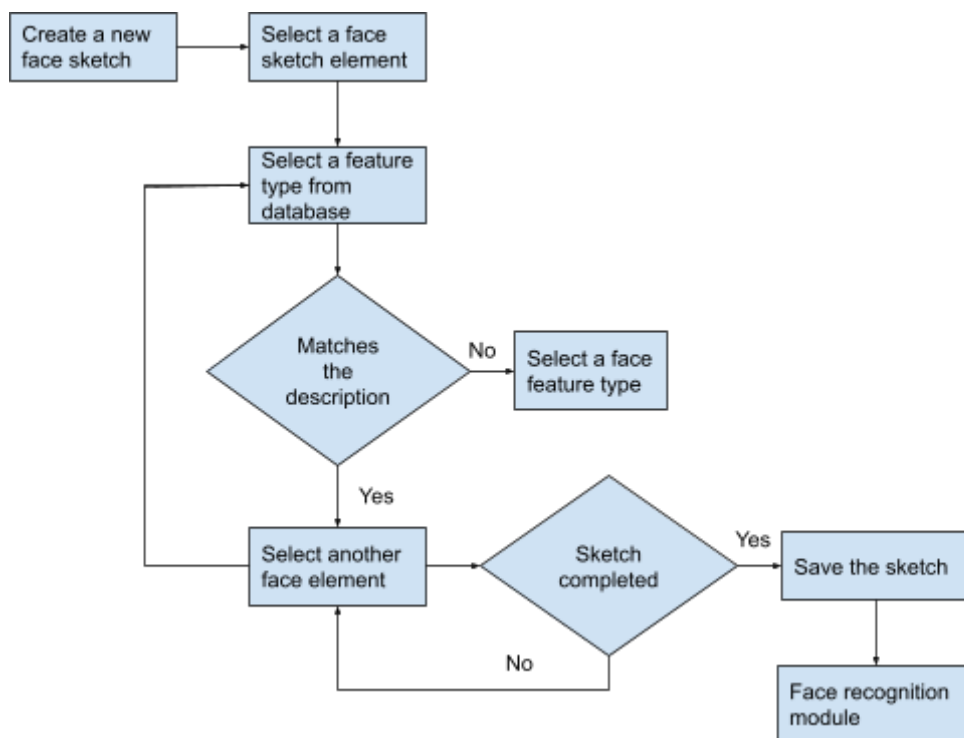 Create a new
face sketch
Select a face
sketch element
Select a feature
type from
database
Matches
the
description
No
Select a face
feature type
Yes
Select another
face element
Sketch
completed
Yes
Save the sketch
No
Face recognition
module